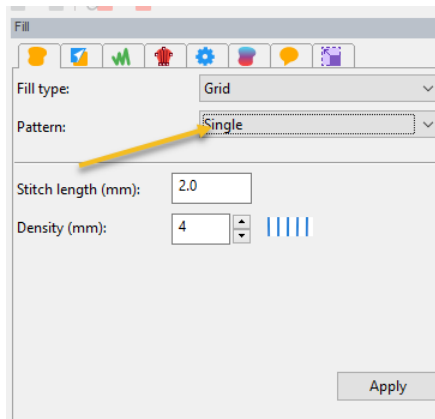 Fill
Fill type: Grid
Pattern: Single
Stitch length (mm): 2.0
Density (mm): 4
Apply